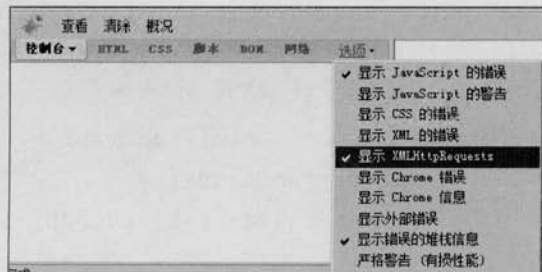 查看 清除 概况
控制台 HTML CSS 脚本 DOM 网络 选项
显示 JavaScript 的错误
显示 JavaScript 的警告
显示 CSS 的错误
显示 XML 的错误
显示 XMLHttpRequests
显示 Chrome 错误
显示 Chrome 信息
显示外部错误
显示错误的堆栈信息
严格警告 (有损性能)